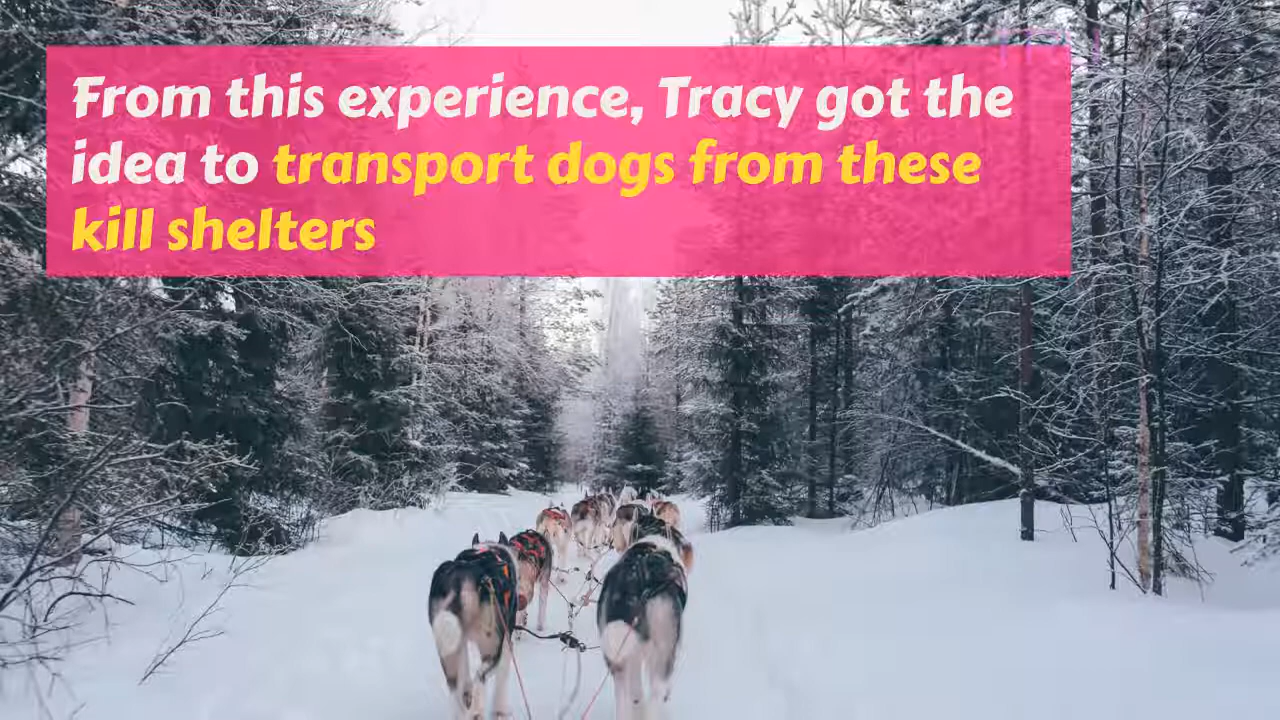 From this experience, Tracy got the
idea to transport dogs from these
kill shelters